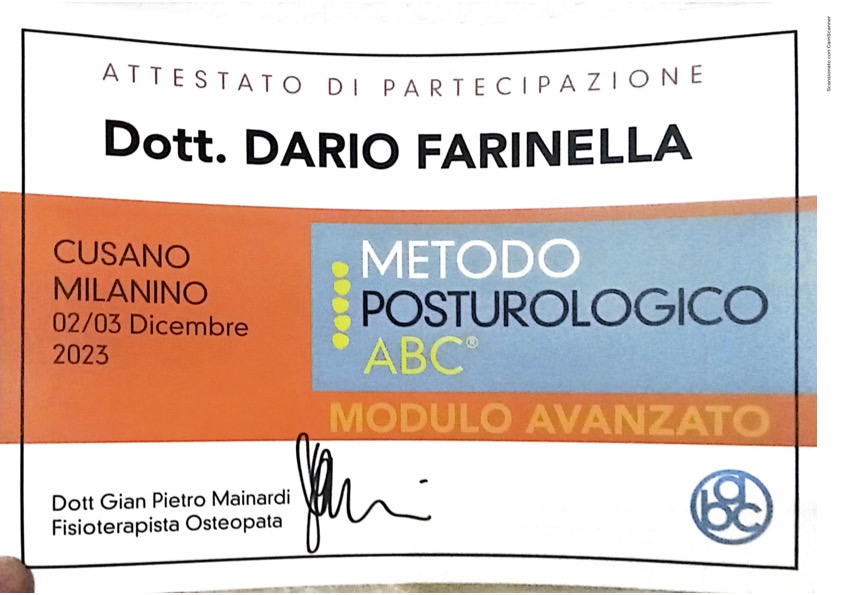 ATTESTATO DI PARTECIPAZIONE
Dott. DARIO FARINELLA
CUSANO
MILANINO
02/03 Dicembre
2023
METODO
POSTUROLOGICO
ABC®
MODULO AVANZATO
Dott Gian Pietro Mainardi
Fisioterapista Osteopata
abc
Scansionato con CamScanner